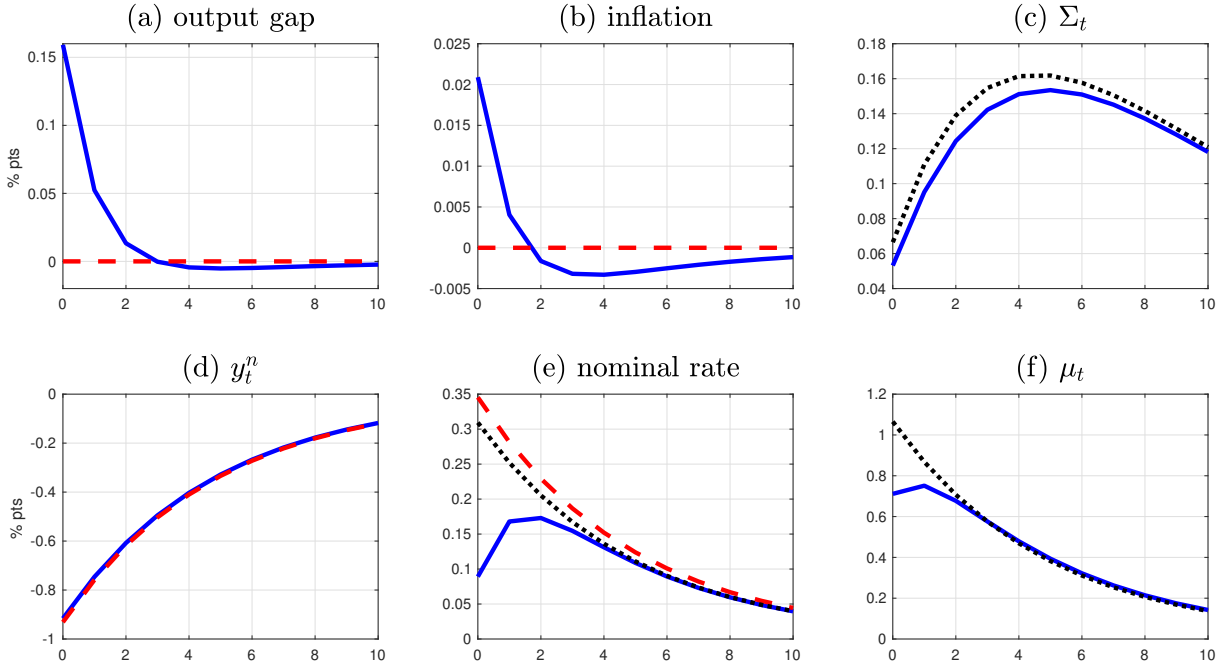 (a) output gap
(b) inflation
(c) Σ_t
% pts
0.15
0.1
0.05
0
0 2 4 6 8 10
0.025
0.02
0.015
0.01
0.005
0
-0.005
0 2 4 6 8 10
0.18
0.16
0.14
0.12
0.1
0.08
0.06
0.04
0 2 4 6 8 10
(d) y_t^n
(e) nominal rate
(f) μ_t
% pts
0
-0.2
-0.4
-0.6
-0.8
-1
0 2 4 6 8 10
0.35
0.3
0.25
0.2
0.15
0.1
0.05
0
0 2 4 6 8 10
1.2
1
0.8
0.6
0.4
0.2
0
0 2 4 6 8 10